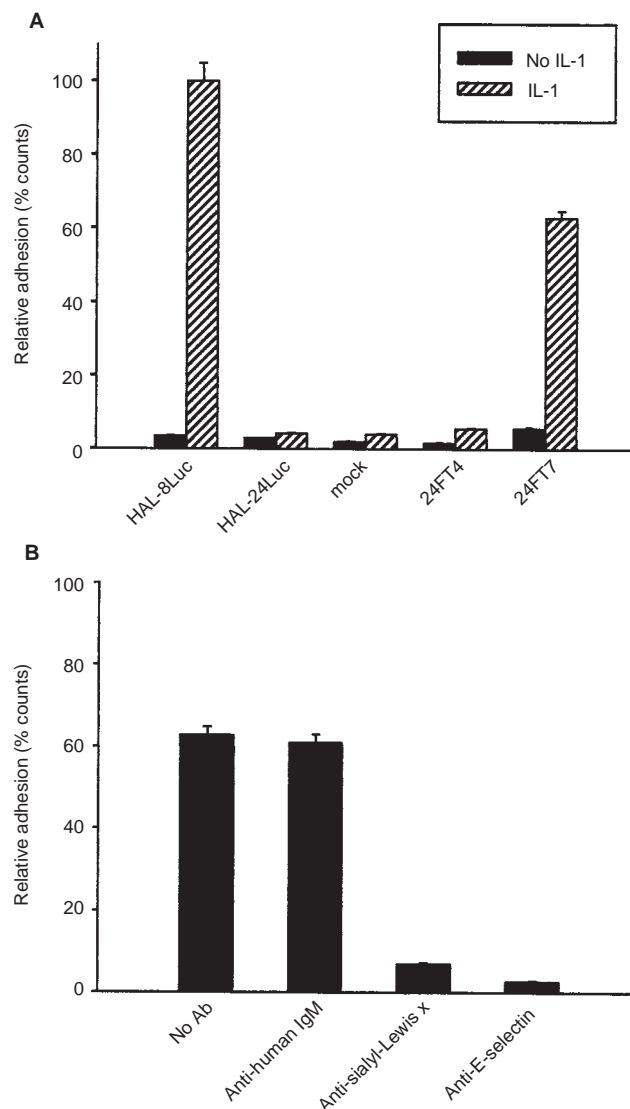 A
No IL-1
IL-1
Relative adhesion (% counts)
100
80
60
40
20
0
HAL-8Luc
HAL-24Luc
mock
24FT4
24FT7
B
Relative adhesion (% counts)
100
80
60
40
20
0
No Ab
Anti-human IgM
Anti-sialyl-Lewis x
Anti-E-selectin